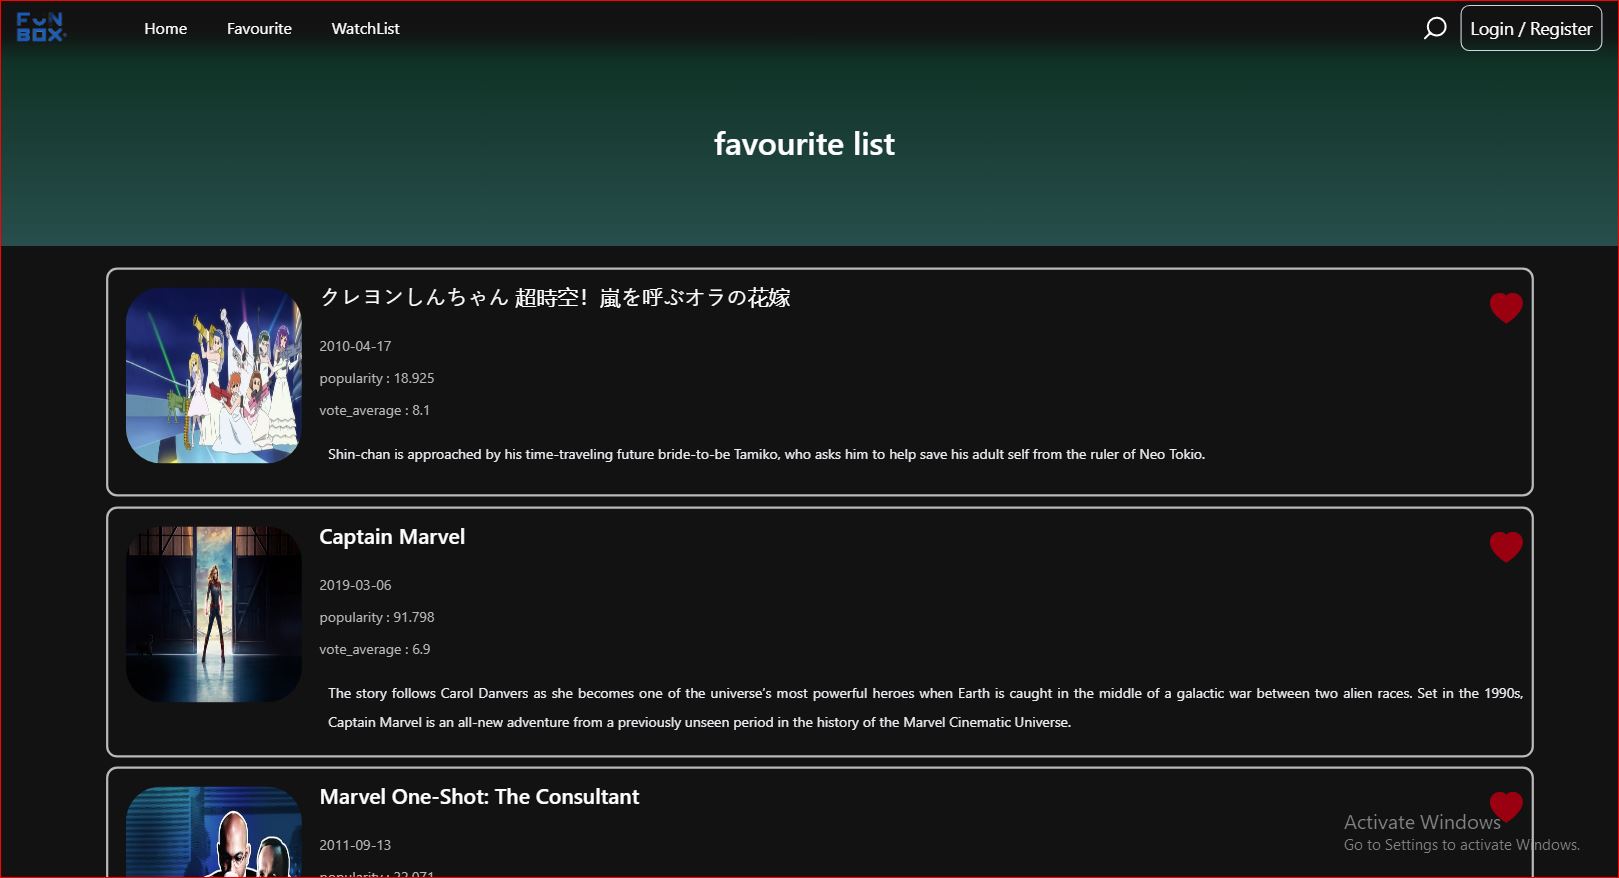 FUN
BOX
Home
Favourite
WatchList
Login / Register
favourite list
クレヨンしんちゃん 超時空！嵐を呼ぶオラの花嫁
2010-04-17
popularity : 18.925
vote_average : 8.1
Shin-chan is approached by his time-traveling future bride-to-be Tamiko, who asks him to help save his adult self from the ruler of Neo Tokio.
Captain Marvel
2019-03-06
popularity : 91.798
vote_average : 6.9
The story follows Carol Danvers as she becomes one of the universe’s most powerful heroes when Earth is caught in the middle of a galactic war between two alien races. Set in the 1990s,
Captain Marvel is an all-new adventure from a previously unseen period in the history of the Marvel Cinematic Universe.
Marvel One-Shot: The Consultant
2011-09-13
popularity : 22.071
Activate Windows
Go to Settings to activate Windows.